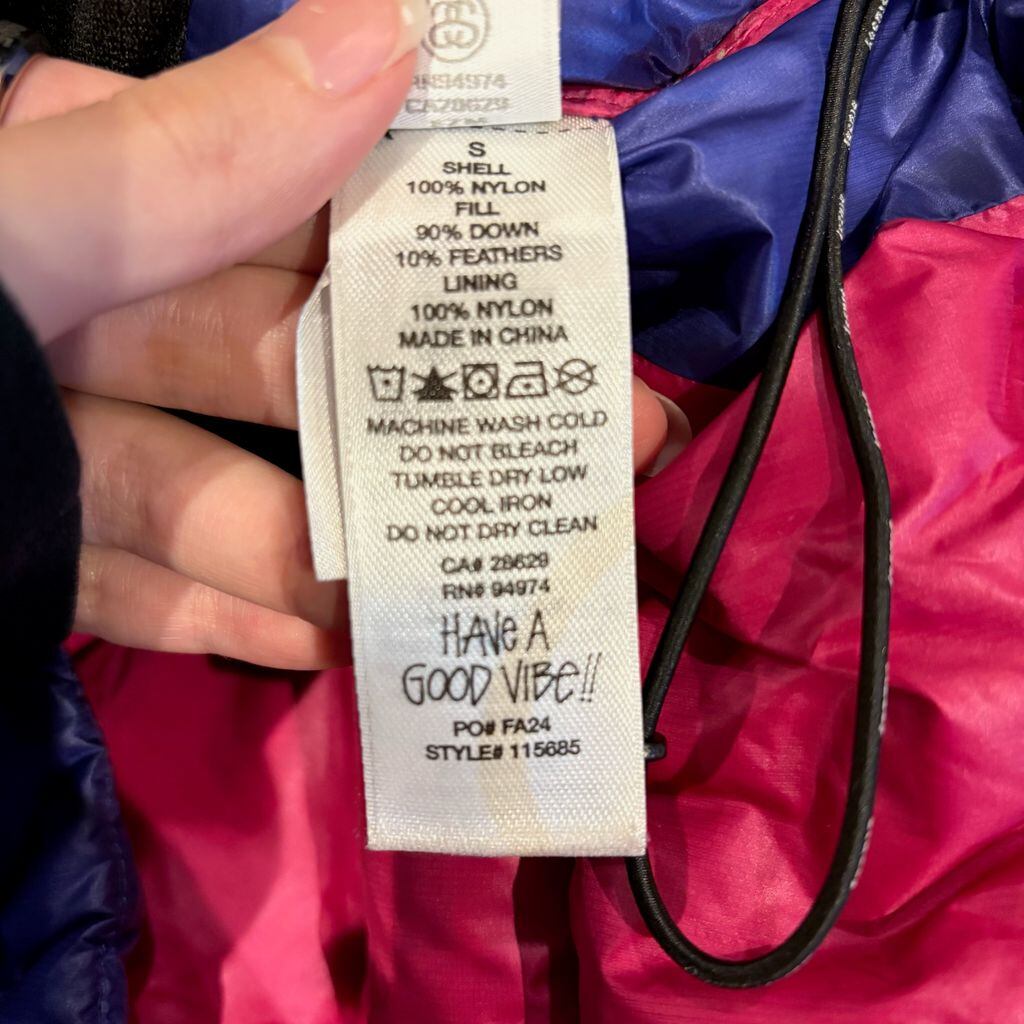 RN94974
CA28629
S
SHELL
100% NYLON
FILL
90% DOWN
10% FEATHERS
LINING
100% NYLON
MADE IN CHINA
MACHINE WASH COLD
DO NOT BLEACH
TUMBLE DRY LOW
COOL IRON
DO NOT DRY CLEAN
CA# 28629
RN# 94974
HAVE A
GOOD VIBE!!
PO# FA24
STYLE# 115685